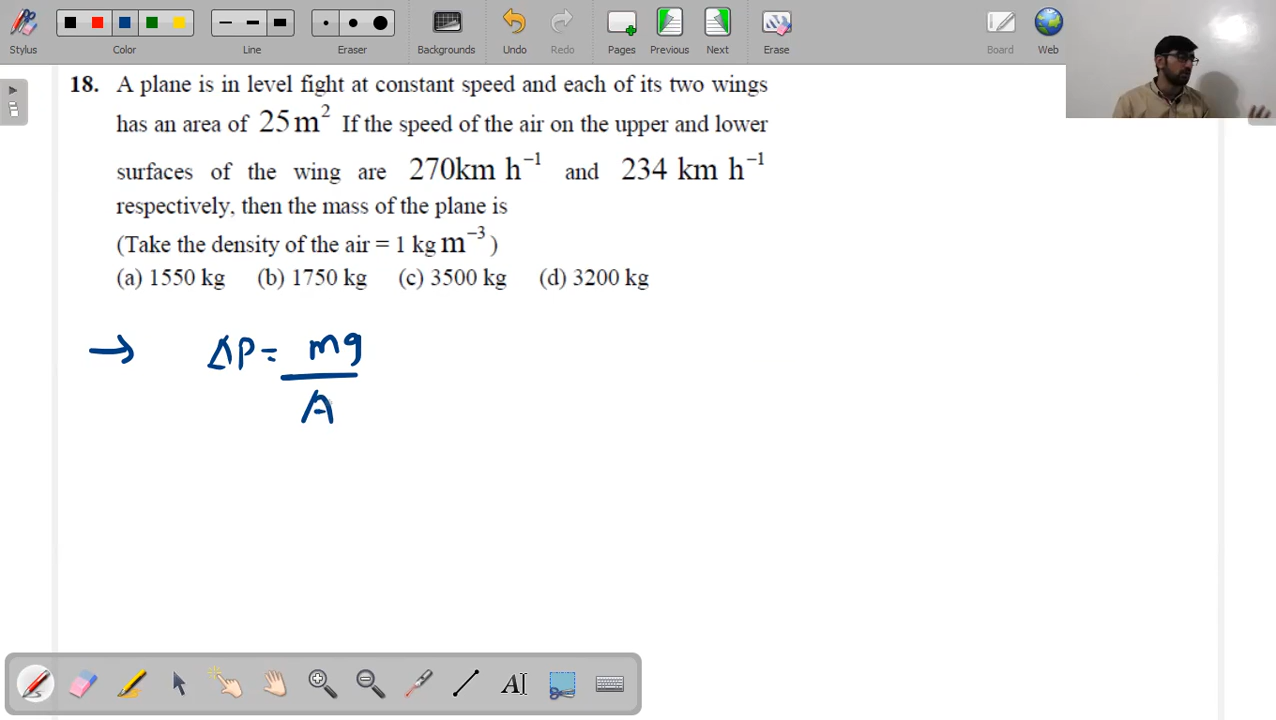 Stylus Color Line Eraser Backgrounds Undo Redo Pages Previous Next Erase Board Web
18. A plane is in level fight at constant speed and each of its two wings
has an area of 25 m² If the speed of the air on the upper and lower
surfaces of the wing are 270km h⁻¹ and 234 km h⁻¹
respectively, then the mass of the plane is
(Take the density of the air = 1 kg m⁻³ )
(a) 1550 kg (b) 1750 kg (c) 3500 kg (d) 3200 kg
→ ΔP = mg
A